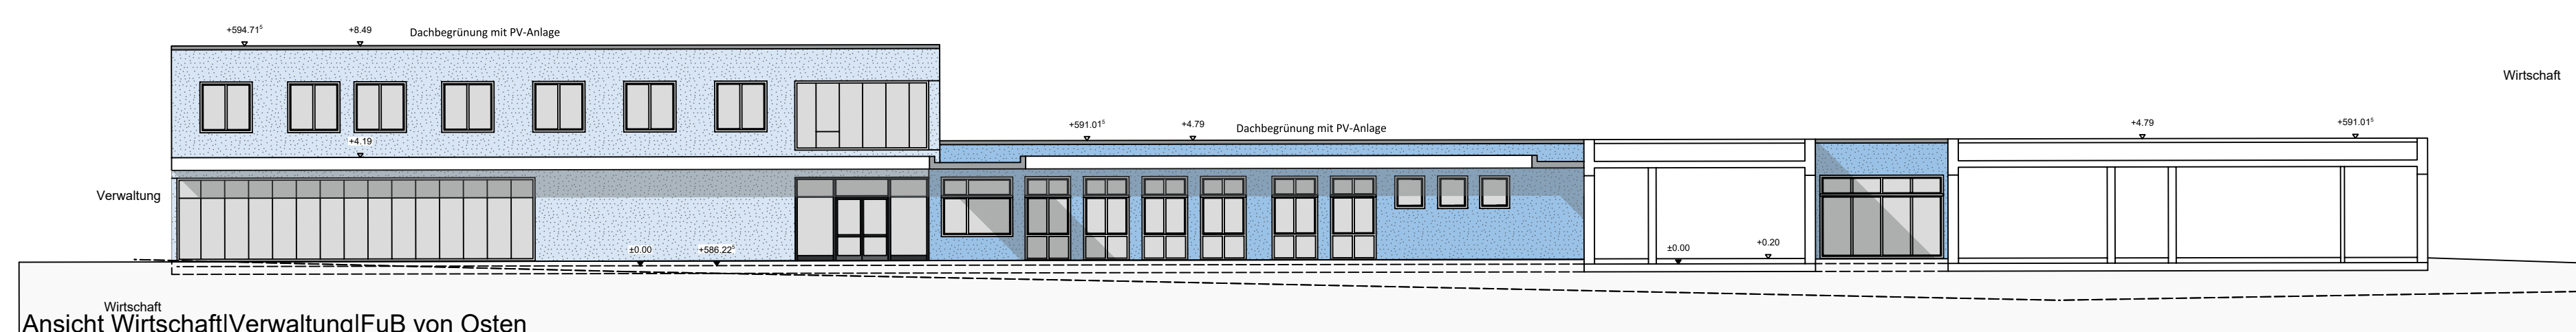 +594.71⁵
+8.49
Dachbegrünung mit PV-Anlage
Wirtschaft
+591.01⁵
+4.79
Dachbegrünung mit PV-Anlage
+4.79
+591.01⁵
+4.19
Verwaltung
±0.00
+586.22⁵
±0.00
+0.20
Wirtschaft
Ansicht Wirtschaft|Verwaltung|FuB von Osten